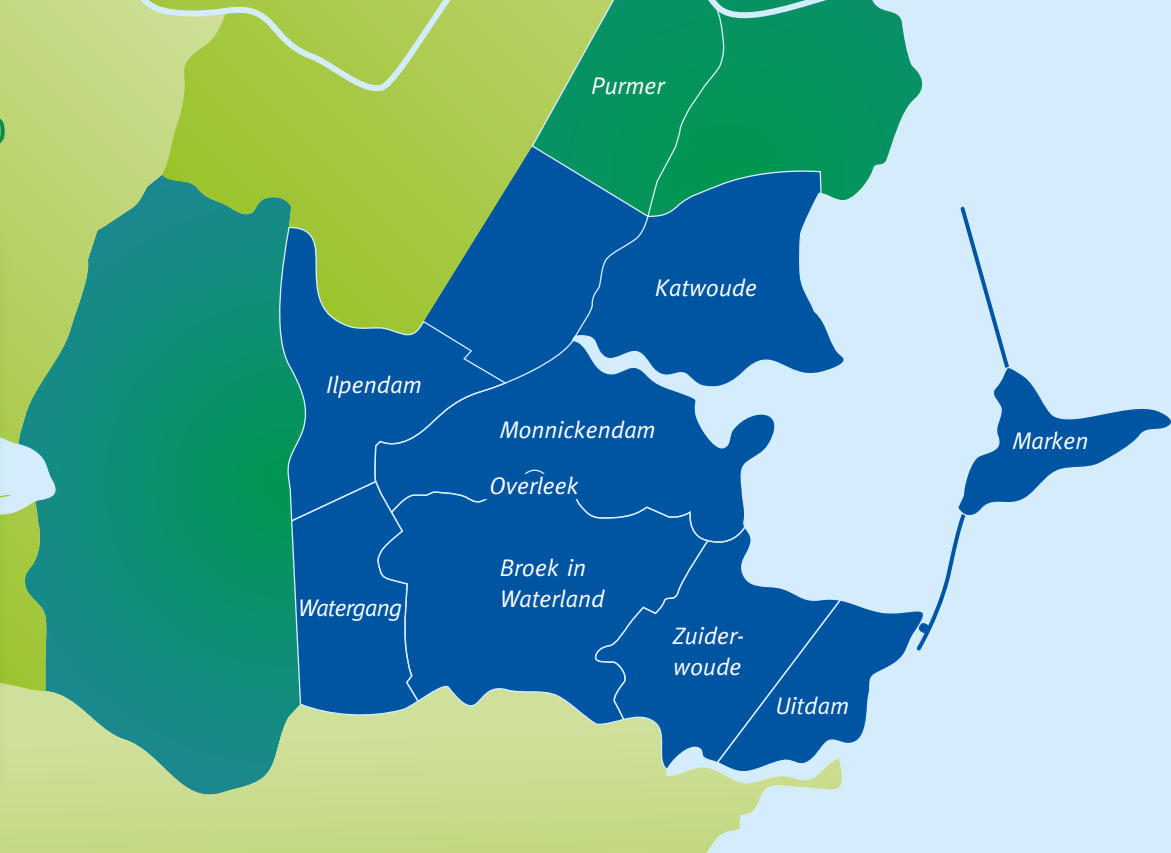 Purmer
Katwoude
Ilpendam
Monnickendam
Marken
Overleek
Broek in
Waterland
Watergang
Zuider-
woude
Uitdam